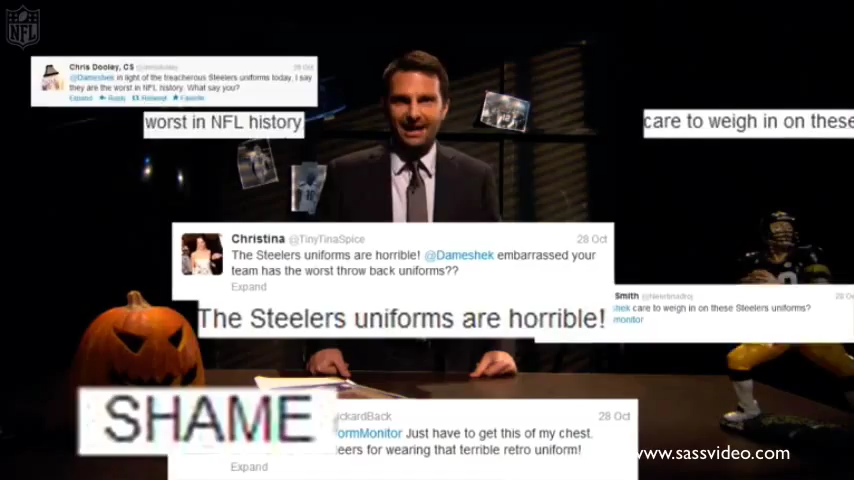 NFL
Chris Dooley, CS
28 Oct
@Dameshek in light of the treacherous Steelers uniforms today, I say
they are the worst in NFL history. What say you?
Expand Reply Retweet Favorite
worst in NFL history
care to weigh in on these
Christina @TinyTinaSpice 28 Oct
The Steelers uniforms are horrible! @Dameshek embarrassed your
team has the worst throw back uniforms??
Expand
Smith
28 O
hek care to weigh in on these Steelers uniforms?
monitor
The Steelers uniforms are horrible!
SHAME
ickardBack 28 Oct
ormMonitor Just have to get this of my chest.
eers for wearing that terrible retro uniform!
Expand
www.sassvideo.com